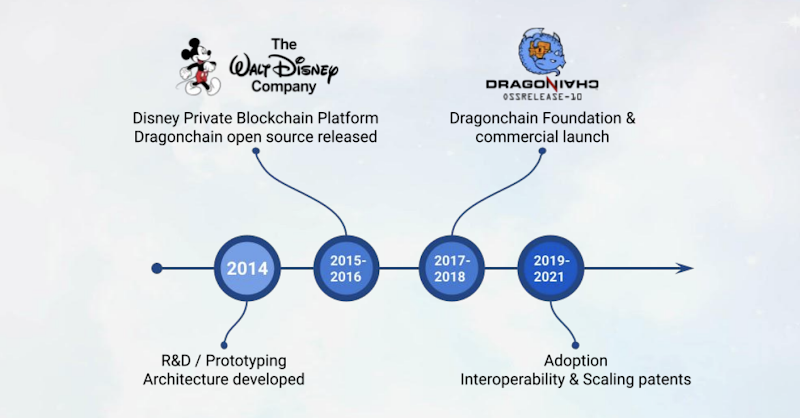 The
WALT DISNEY
Company
Disney Private Blockchain Platform
Dragonchain open source released
DRAGONCHAIN
OSSRELEASE-10
Dragonchain Foundation &
commercial launch
2014
2015-
2016
2017-
2018
2019-
2021
R&D / Prototyping
Architecture developed
Adoption
Interoperability & Scaling patents